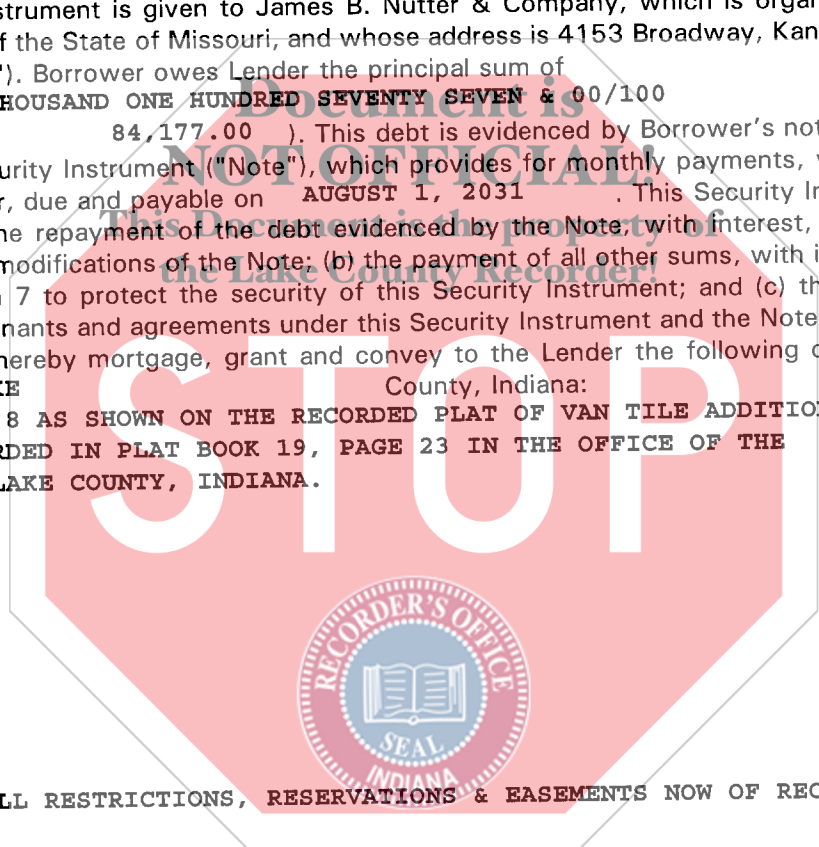 strument is given to James B. Nutter & Company, which is organ
f the State of Missouri, and whose address is 4153 Broadway, Kan
"). Borrower owes Lender the principal sum of
HOUSAND ONE HUNDRED SEVENTY SEVEN & 00/100
Document is
84,177.00 ). This debt is evidenced by Borrower's not
NOT OFFICIAL!
urity Instrument ("Note"), which provides for monthly payments, w
r, due and payable on AUGUST 1, 2031 . This Security In
This Document is the property of
he repayment of the debt evidenced by the Note, with interest,
the Lake County Recorder!
modifications of the Note; (b) the payment of all other sums, with i
7 to protect the security of this Security Instrument; and (c) th
nants and agreements under this Security Instrument and the Note
hereby mortgage, grant and convey to the Lender the following d
KE County, Indiana:
8 AS SHOWN ON THE RECORDED PLAT OF VAN TILE ADDITIO
RDED IN PLAT BOOK 19, PAGE 23 IN THE OFFICE OF THE
LAKE COUNTY, INDIANA.
STOP
RECORDER'S OFFICE
SEAL
INDIANA
LL RESTRICTIONS, RESERVATIONS & EASEMENTS NOW OF REC